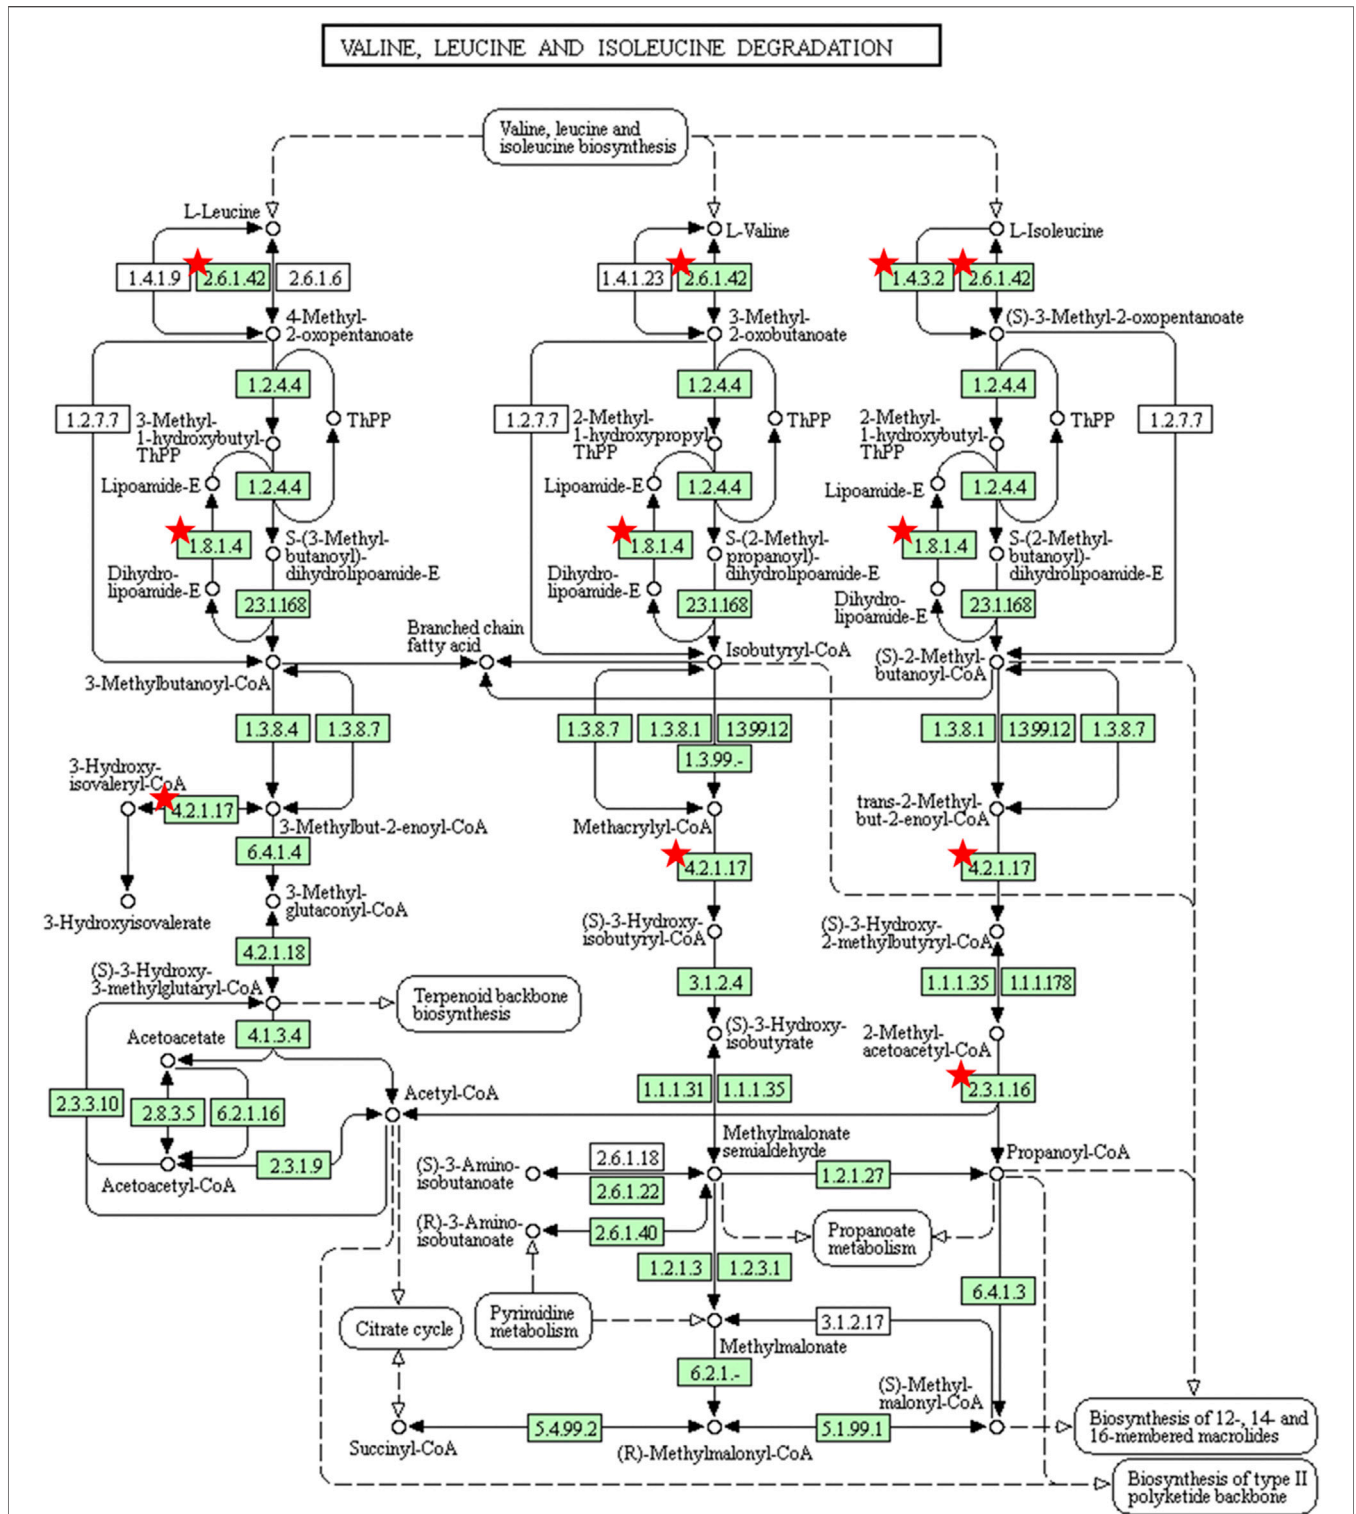 VALINE, LEUCINE AND ISOLEUCINE DEGRADATION
Valine, leucine and
isoleucine biosynthesis
L-Leucine
L-Valine
L-Isoleucine
1.4.1.9
2.6.1.42
2.6.1.6
1.4.1.23
2.6.1.42
1.4.3.2
2.6.1.42
4-Methyl-
2-oxopentanoate
3-Methyl-
2-oxobutanoate
(S)-3-Methyl-2-oxopentanoate
1.2.4.4
1.2.4.4
1.2.4.4
1.2.7.7
3-Methyl-
1-hydroxybutyl-
ThPP
ThPP
1.2.7.7
2-Methyl-
1-hydroxypropyl
ThPP
ThPP
2-Methyl-
1-hydroxybutyl-
ThPP
ThPP
1.2.7.7
Lipoamide-E
1.2.4.4
Lipoamide-E
1.2.4.4
Lipoamide-E
1.2.4.4
1.8.1.4
S-(3-Methyl-
butanoyl)-
dihydrolipoamide-E
1.8.1.4
S-(2-Methyl-
propanoyl)-
dihydrolipoamide-E
1.8.1.4
S-(2-Methyl-
butanoyl)-
dihydrolipoamide-E
Dihydro-
lipoamide-E
2.3.1.168
Dihydro-
lipoamide-E
2.3.1.168
Dihydro-
lipoamide-E
2.3.1.168
Branched chain
fatty acid
3-Methylbutanoyl-CoA
Isobutyryl-CoA
(S)-2-Methyl-
butanoyl-CoA
1.3.8.4
1.3.8.7
1.3.8.7
1.3.8.1
1.3.99.12
1.3.99.-
1.3.8.1
1.3.99.12
1.3.8.7
3-Hydroxy-
isovaleryl-CoA
4.2.1.17
3-Methylbut-2-enoyl-CoA
Methacrylyl-CoA
trans-2-Methyl-
but-2-enoyl-CoA
6.4.1.4
4.2.1.17
4.2.1.17
3-Hydroxyisovalerate
3-Methyl-
glutaconyl-CoA
(S)-3-Hydroxy-
isobutyryl-CoA
(S)-3-Hydroxy-
2-methylbutyryl-CoA
4.2.1.18
3.1.2.4
1.1.1.35
1.1.1.178
(S)-3-Hydroxy-
3-methylglutaryl-CoA
Terpenoid backbone
biosynthesis
(S)-3-Hydroxy-
isobutyrate
2-Methyl-
acetoacetyl-CoA
4.1.3.4
Acetoacetate
2.3.3.10
2.8.3.5
6.2.1.16
Acetyl-CoA
1.1.1.31
1.1.1.35
2.3.1.16
2.3.1.9
Acetoacetyl-CoA
Methylmalonate
semialdehyde
Propanoyl-CoA
(S)-3-Amino-
isobutanoate
2.6.1.18
2.6.1.22
1.2.1.27
(R)-3-Amino-
isobutanoate
2.6.1.40
Propanoate
metabolism
1.2.1.3
1.2.3.1
6.4.1.3
Citrate cycle
Pyrimidine
metabolism
3.1.2.17
Methylmalonate
6.2.1.-
(S)-Methyl-
malonyl-CoA
5.4.99.2
5.1.99.1
Succinyl-CoA
(R)-Methylmalonyl-CoA
Biosynthesis of 12-, 14- and
16-membered macrolides
Biosynthesis of type II
polyketide backbone